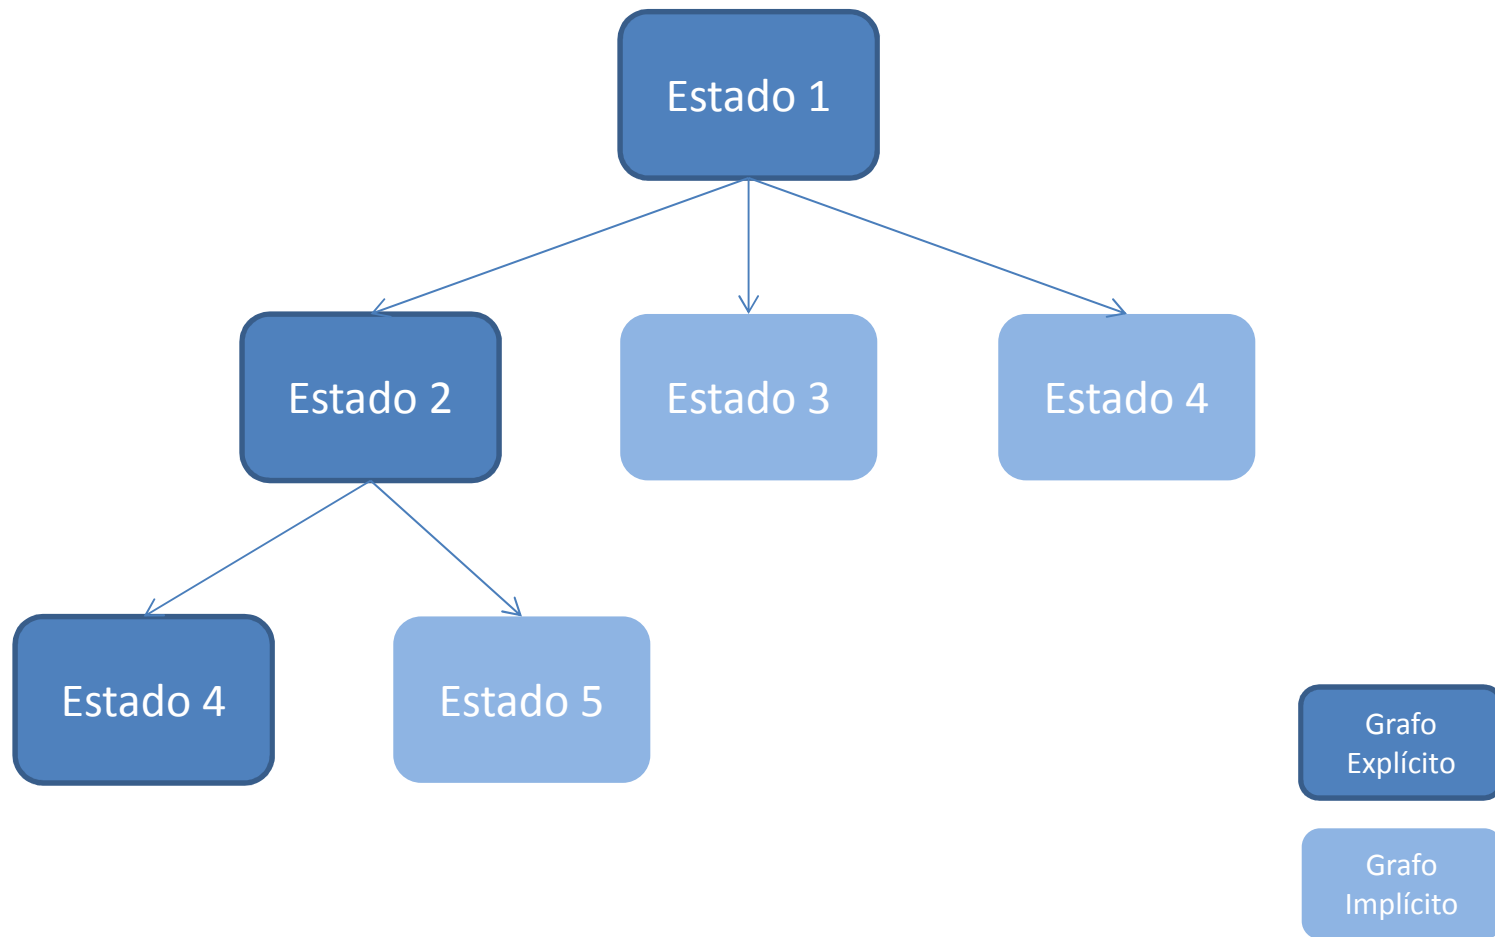 Estado 1
Estado 2
Estado 3
Estado 4
Estado 4
Estado 5
Grafo
Explícito
Grafo
Implícito